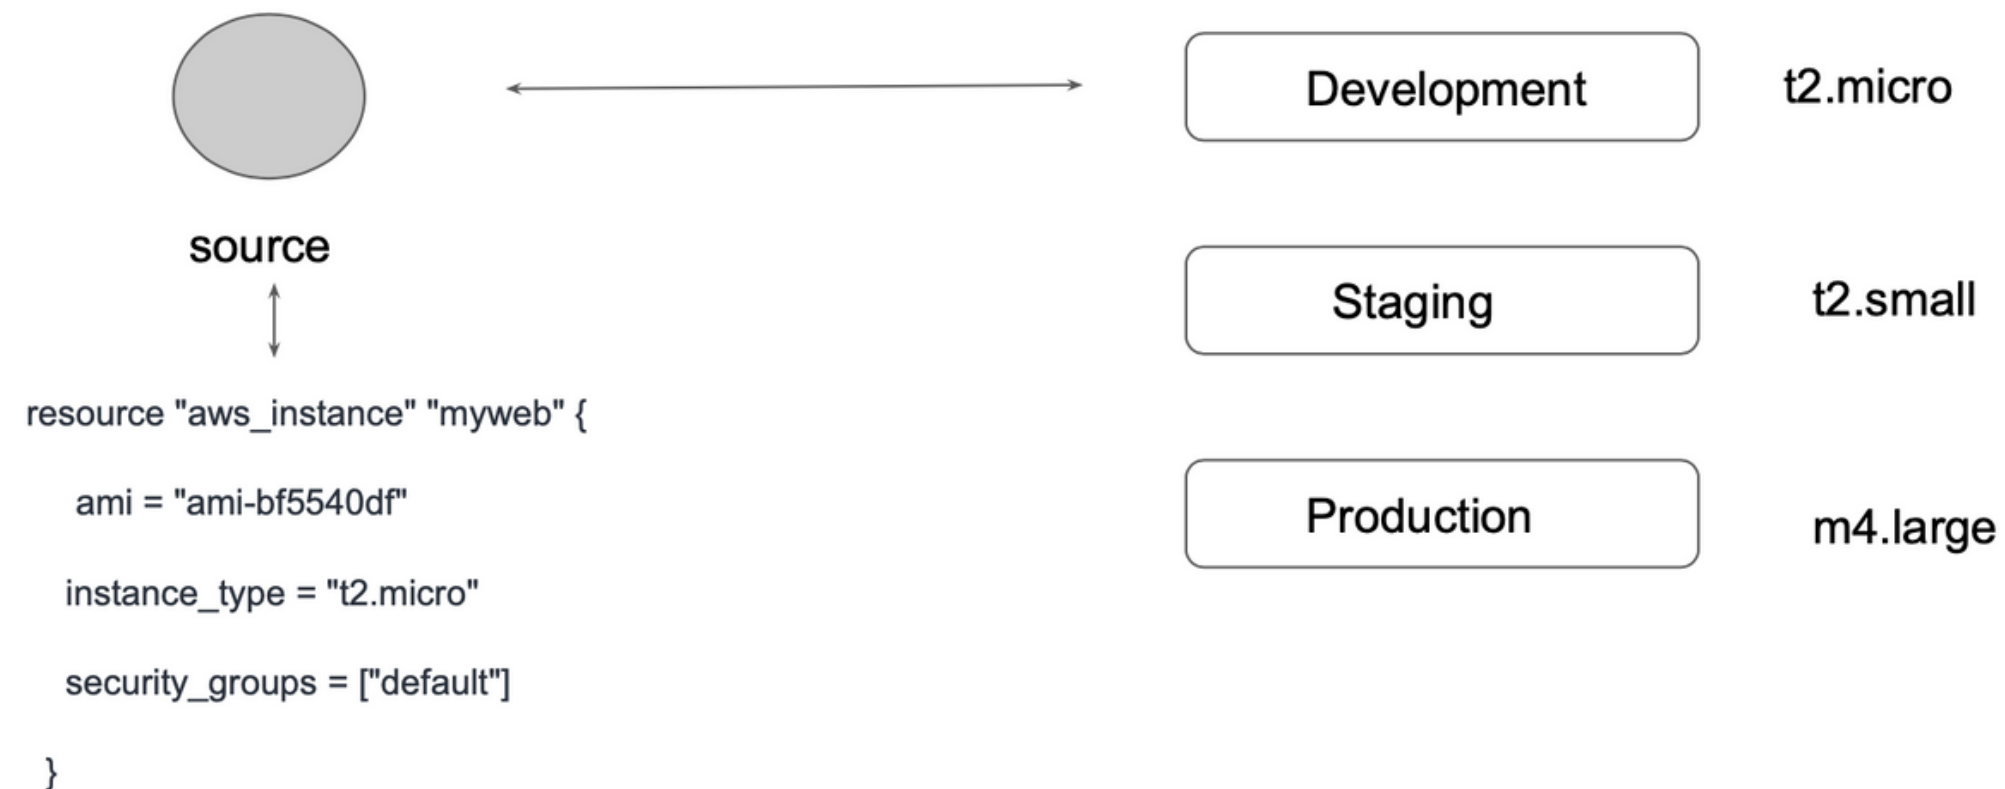 Development
t2.micro
source
Staging
t2.small
resource "aws_instance" "myweb" {
ami = "ami-bf5540df"
instance_type = "t2.micro"
security_groups = ["default"]
}
Production
m4.large